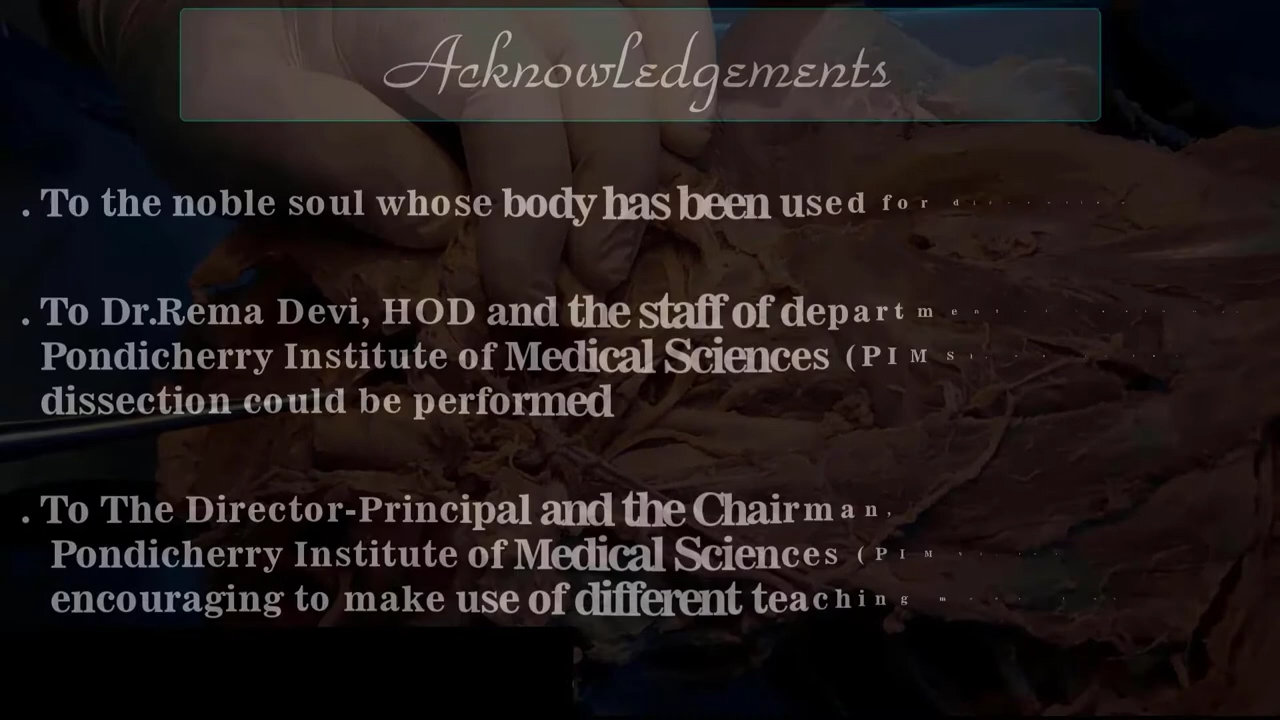 Acknowledgements
. To the noble soul whose body has been used for
. To Dr.Rema Devi, HOD and the staff of department
Pondicherry Institute of Medical Sciences (PIMS
dissection could be performed
. To The Director-Principal and the Chairman,
Pondicherry Institute of Medical Sciences (PIM
encouraging to make use of different teaching